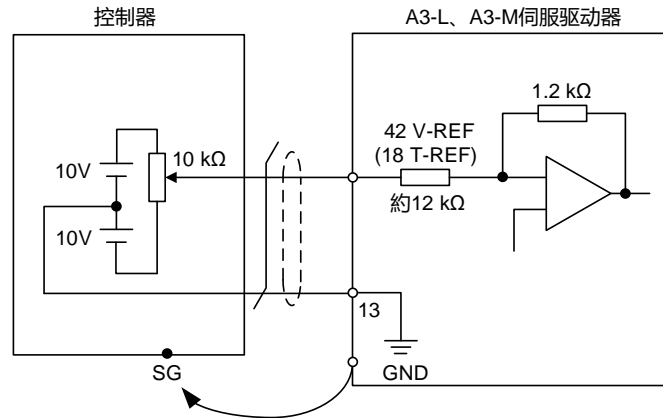 控制器
A3-L、A3-M伺服驱动器
10V
10V
10 kΩ
42 V-REF
(18 T-REF)
約12 kΩ
1.2 kΩ
13
GND
SG